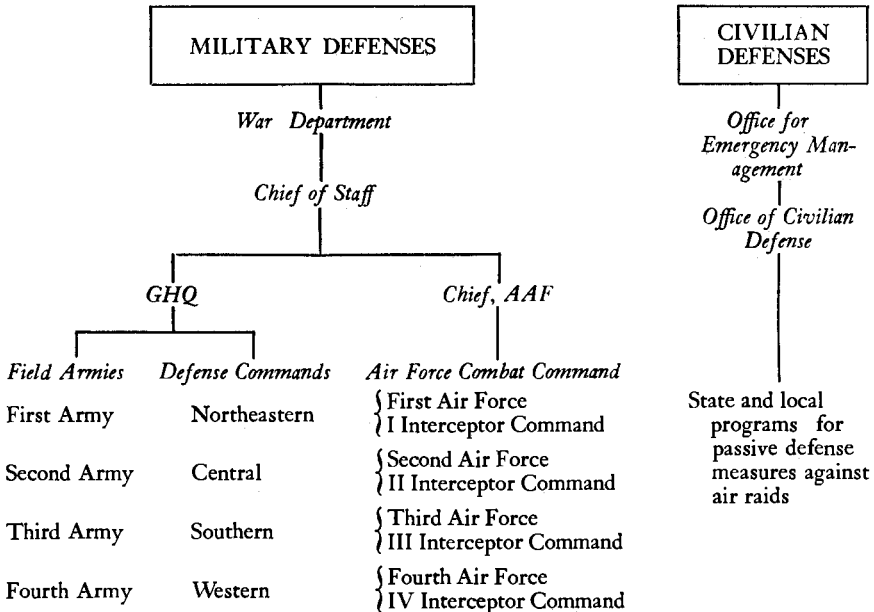 MILITARY DEFENSES
War Department
Chief of Staff
GHQ
Chief, AAF
Field Armies
Defense Commands
Air Force Combat Command
First Army
Northeastern
First Air Force
I Interceptor Command
Second Army
Central
Second Air Force
II Interceptor Command
Third Army
Southern
Third Air Force
III Interceptor Command
Fourth Army
Western
Fourth Air Force
IV Interceptor Command
CIVILIAN
DEFENSES
Office for
Emergency Man-
agement
Office of Civilian
Defense
State and local
programs for
passive defense
measures against
air raids